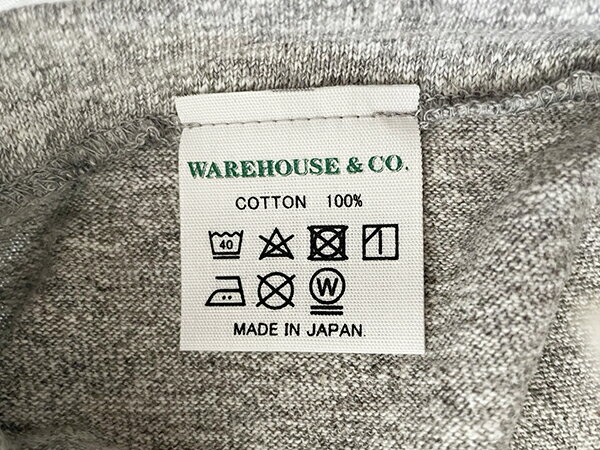 WAREHOUSE & CO.
COTTON 100%
40
W
MADE IN JAPAN.